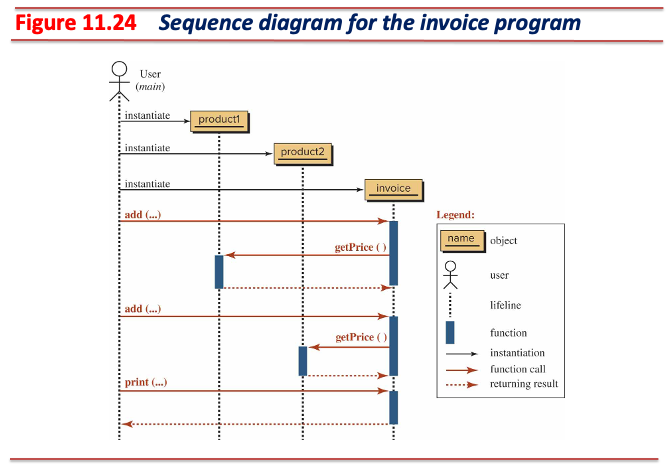 Figure 11.24 Sequence diagram for the invoice program
User
(main)
instantiate
product1
instantiate
product2
instantiate
invoice
add (...)
getPrice ( )
add (...)
getPrice ( )
print (...)
Legend:
name
object
user
lifeline
function
instantiation
function call
returning result